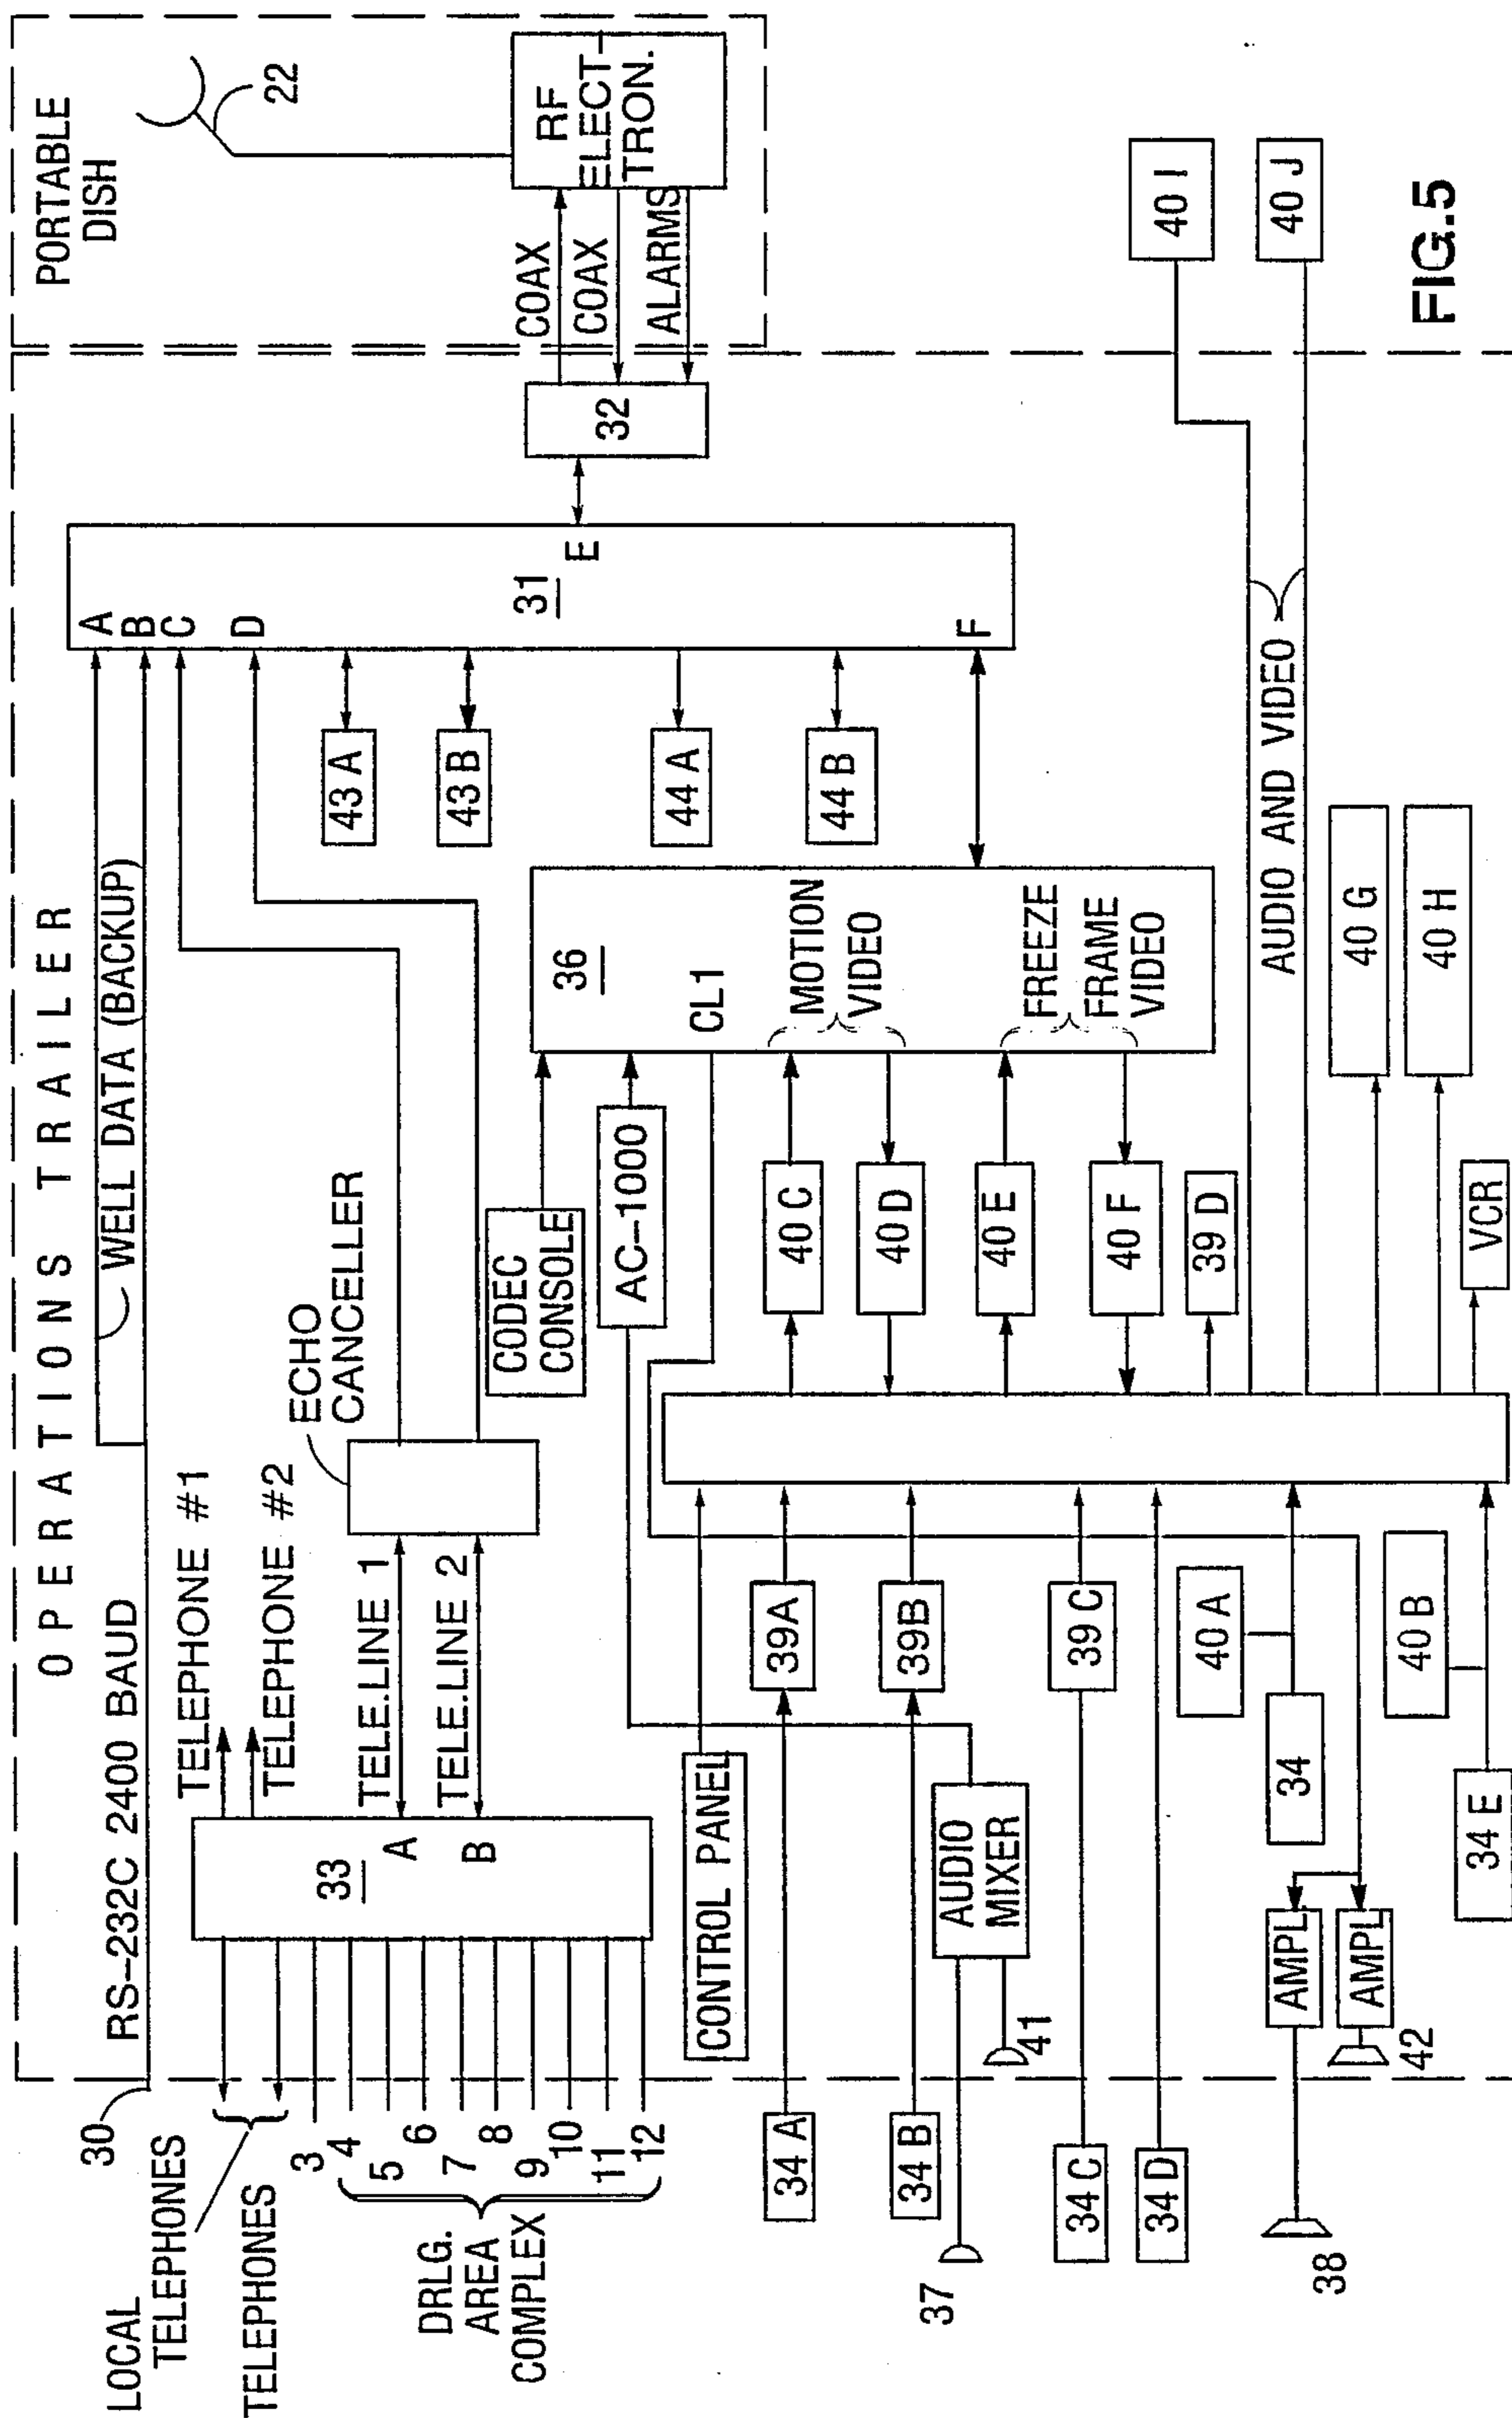 PORTABLE
DISH
22
RF
ELECT-
TRON.
COAX
COAX
ALARMS
OPERATIONS TRAILER
32
A
B
C
D
E
31
F
WELL DATA (BACKUP)
RS-232C 2400 BAUD
30
43 A
43 B
44 A
44 B
TELEPHONE #1
TELEPHONE #2
ECHO
CANCELLER
TELE.LINE 1
TELE.LINE 2
33
A
B
LOCAL
TELEPHONES
TELEPHONES
3
4
5
6
7
8
9
10
11
12
DRLG.
AREA
COMPLEX
CODEC
CONSOLE
AC-1000
36
CL1
MOTION
VIDEO
FREEZE
FRAME
VIDEO
40 C
40 D
40 E
40 F
39 D
AUDIO AND VIDEO
40 I
40 J
40 G
40 H
VCR
CONTROL PANEL
39A
39B
39 C
40 A
34
40 B
34 E
AUDIO
MIXER
41
AMPL
AMPL
42
34 A
34 B
37
34 C
34 D
38
FIG.5